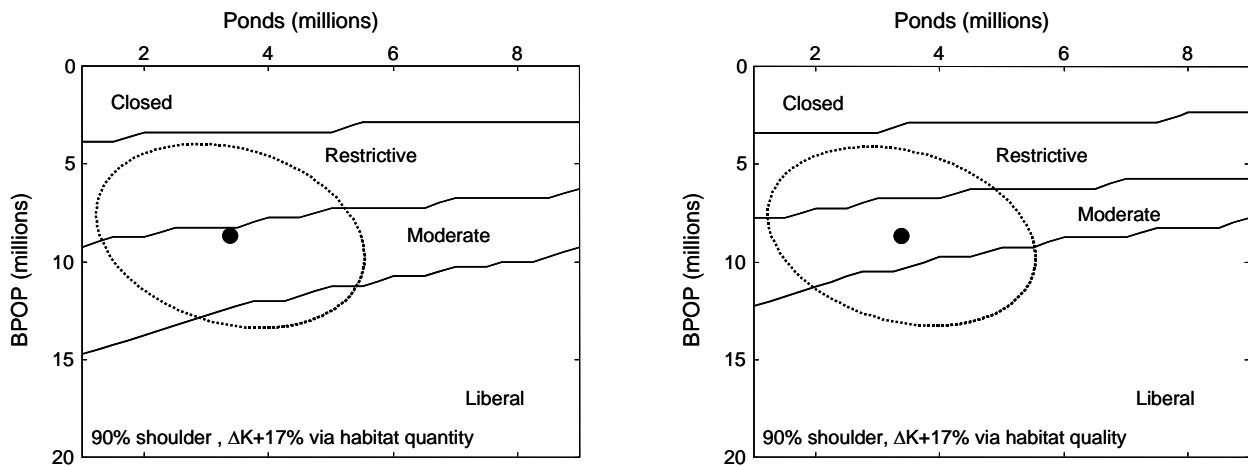 Ponds (millions)
2 4 6 8
0
5
10
15
20
BPOP (millions)
Closed
Restrictive
Moderate
Liberal
90% shoulder , ΔK+17% via habitat quantity
Ponds (millions)
2 4 6 8
0
5
10
15
20
BPOP (millions)
Closed
Restrictive
Moderate
Liberal
90% shoulder, ΔK+17% via habitat quality